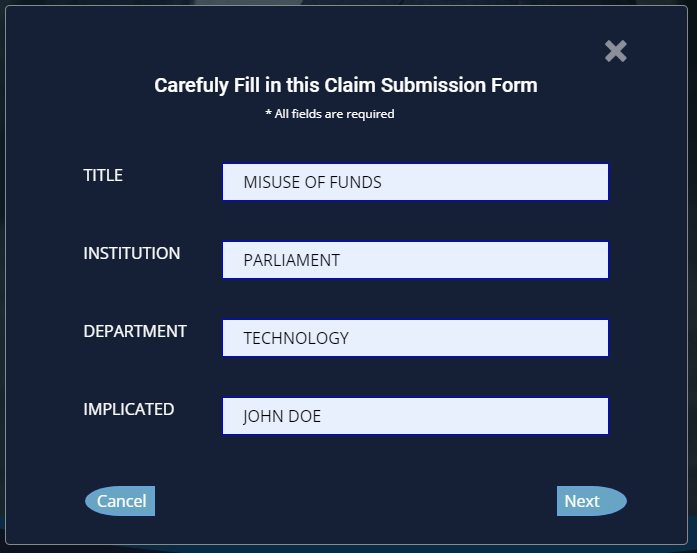 Carefuly Fill in this Claim Submission Form
* All fields are required
TITLE
MISUSE OF FUNDS
INSTITUTION
PARLIAMENT
DEPARTMENT
TECHNOLOGY
IMPLICATED
JOHN DOE
Cancel
Next